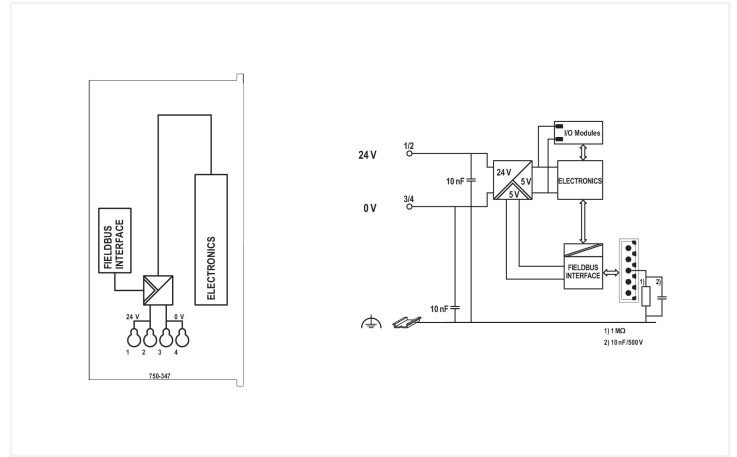 FIELDBUS
INTERFACE
ELECTRONICS
24 V
0 V
1
2
3
4
750-347
24 V
1/2
0 V
3/4
10 nF
10 nF
24 V
5 V
5 V
I/O Modules
ELECTRONICS
FIELDBUS
INTERFACE
1)
2)
1) 1 MΩ
2) 10 nF/500 V